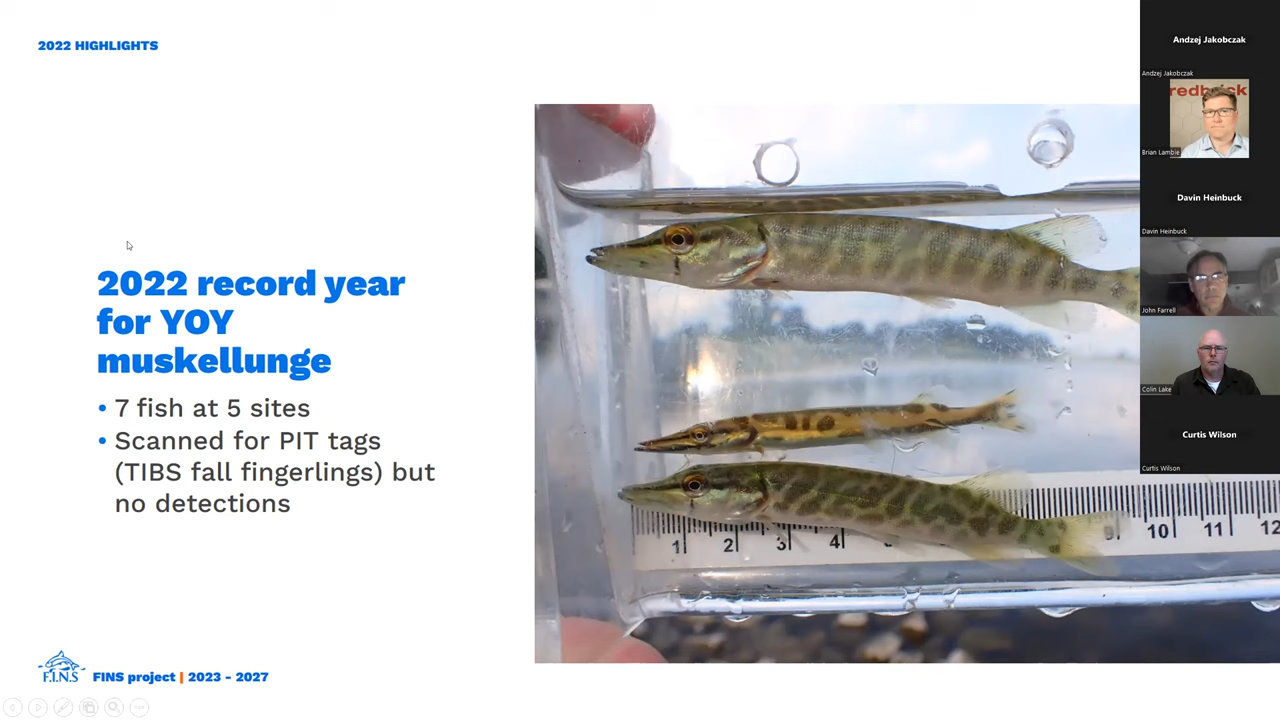 2022 HIGHLIGHTS
2022 record year
for YOY
muskellunge
• 7 fish at 5 sites
• Scanned for PIT tags
(TIBS fall fingerlings) but
no detections
1 2 3 4 9 10 11 12
F.I.N.S
FINS project | 2023 - 2027
Andzej Jakobczak
Andzej Jakobczak
redbrick
Brian Lambie
Davin Heinbuck
Davin Heinbuck
John Farrell
Colin Lake
Curtis Wilson
Curtis Wilson